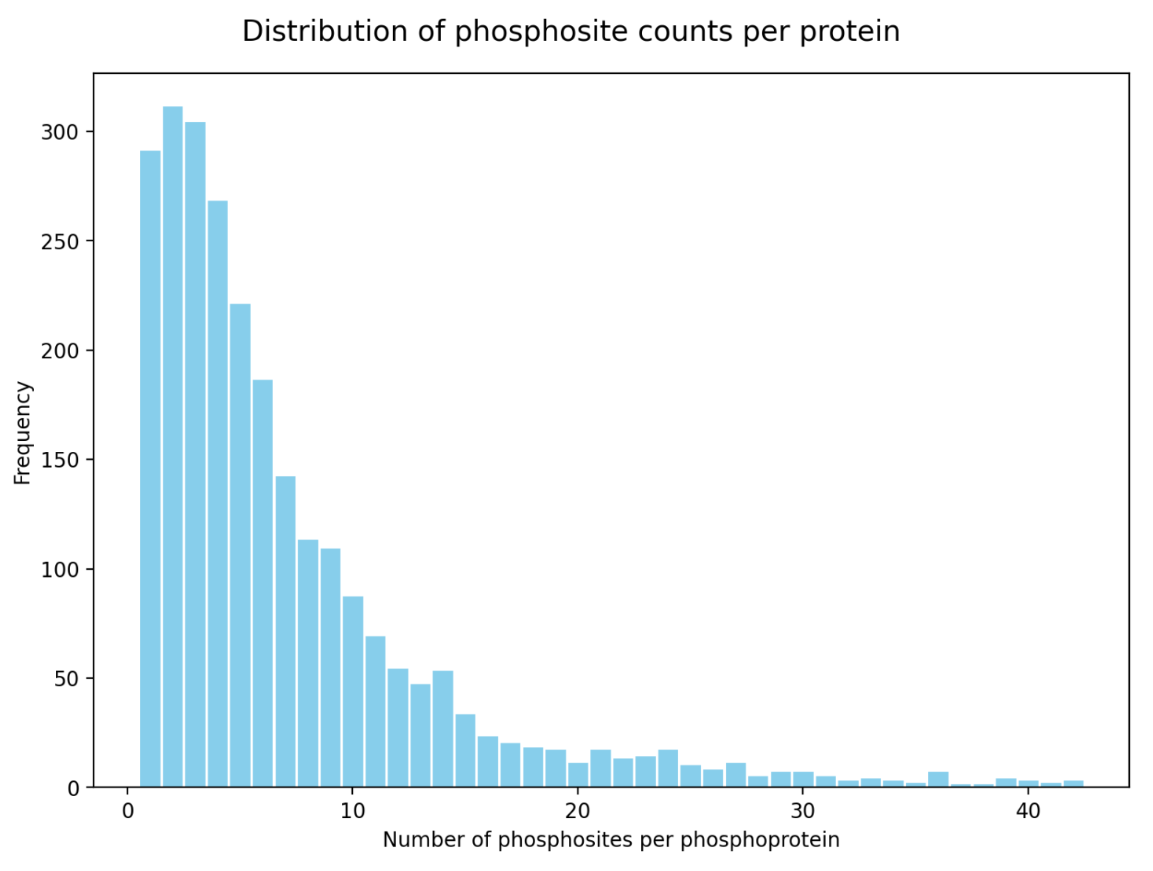 Distribution of phosphosite counts per protein
300
250
200
150
100
50
0
Frequency
0 10 20 30 40
Number of phosphosites per phosphoprotein